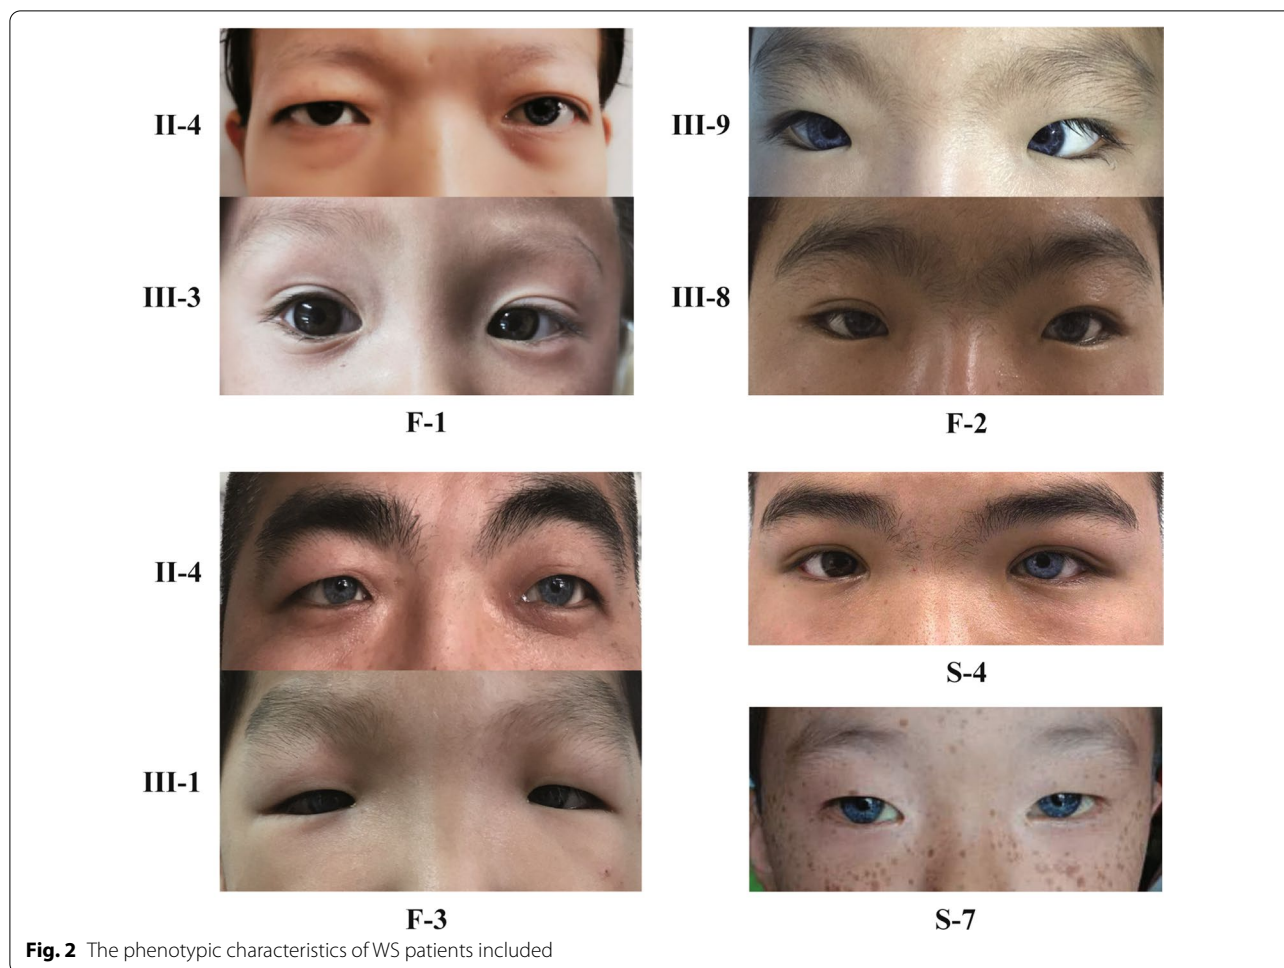 II-4
III-9
III-3
III-8
F-1
F-2
II-4
S-4
III-1
F-3
S-7
Fig. 2 The phenotypic characteristics of WS patients included